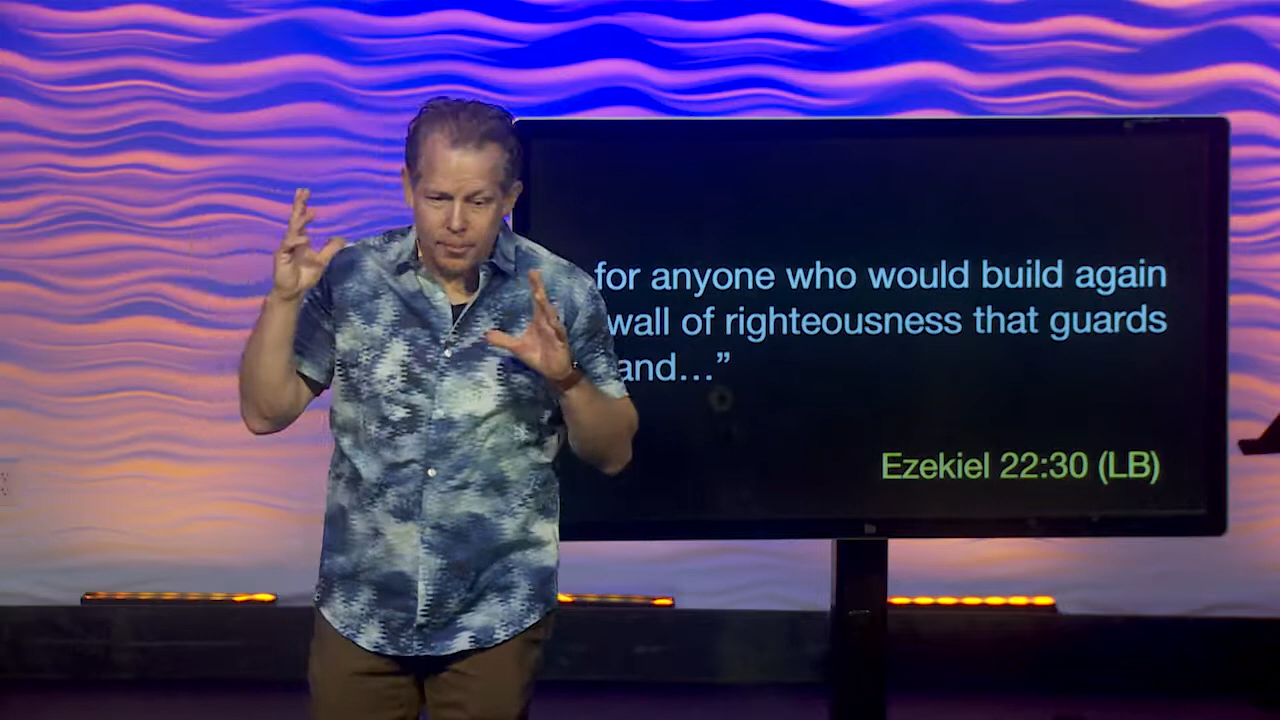 for anyone who would build again
wall of righteousness that guards
and…”
Ezekiel 22:30 (LB)